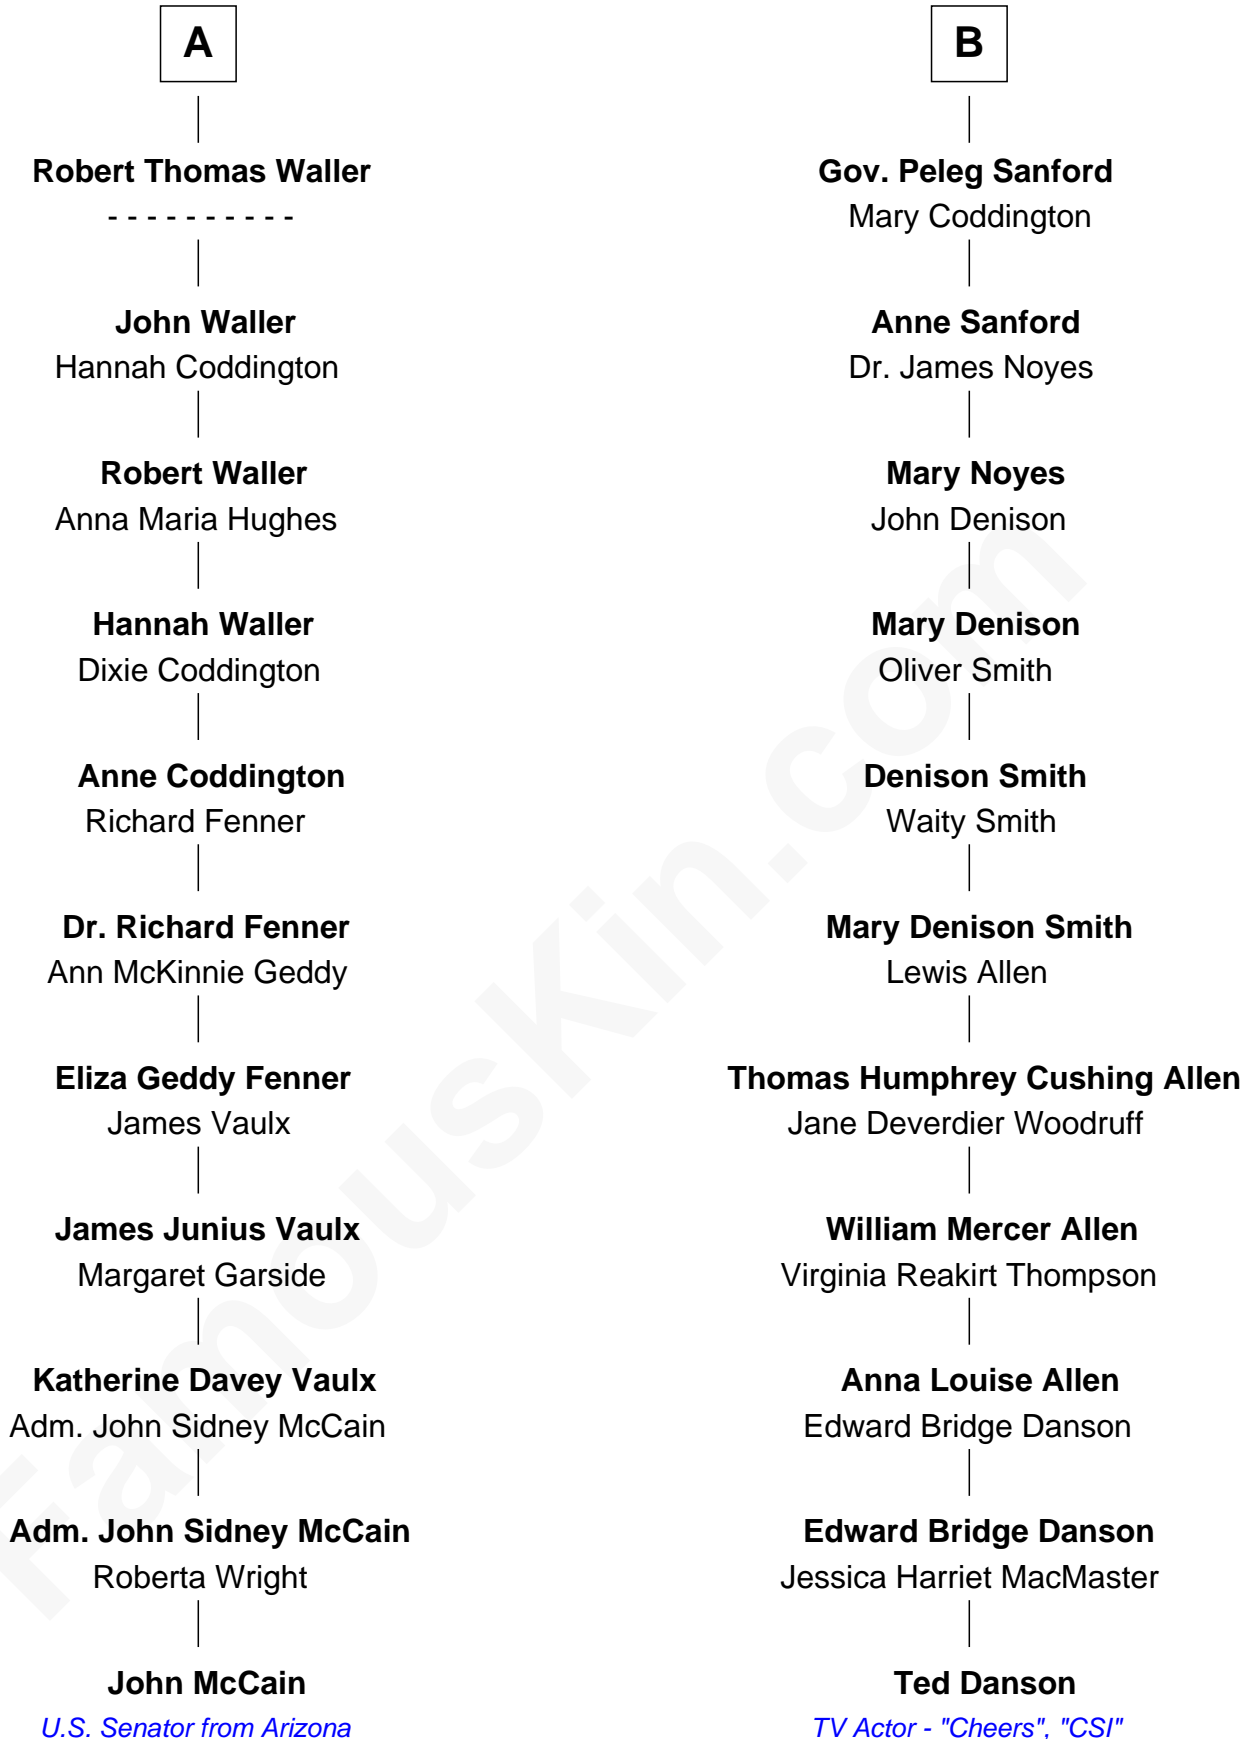 A
Robert Thomas Waller
- - - - - - - - - -
John Waller
Hannah Coddington
Robert Waller
Anna Maria Hughes
Hannah Waller
Dixie Coddington
Anne Coddington
Richard Fenner
Dr. Richard Fenner
Ann McKinnie Geddy
Eliza Geddy Fenner
James Vaulx
James Junius Vaulx
Margaret Garside
Katherine Davey Vaulx
Adm. John Sidney McCain
Adm. John Sidney McCain
Roberta Wright
John McCain
U.S. Senator from Arizona
B
Gov. Peleg Sanford
Mary Coddington
Anne Sanford
Dr. James Noyes
Mary Noyes
John Denison
Mary Denison
Oliver Smith
Denison Smith
Waity Smith
Mary Denison Smith
Lewis Allen
Thomas Humphrey Cushing Allen
Jane Deverdier Woodruff
William Mercer Allen
Virginia Reakirt Thompson
Anna Louise Allen
Edward Bridge Danson
Edward Bridge Danson
Jessica Harriet MacMaster
Ted Danson
TV Actor - "Cheers", "CSI"
FamousKin.com